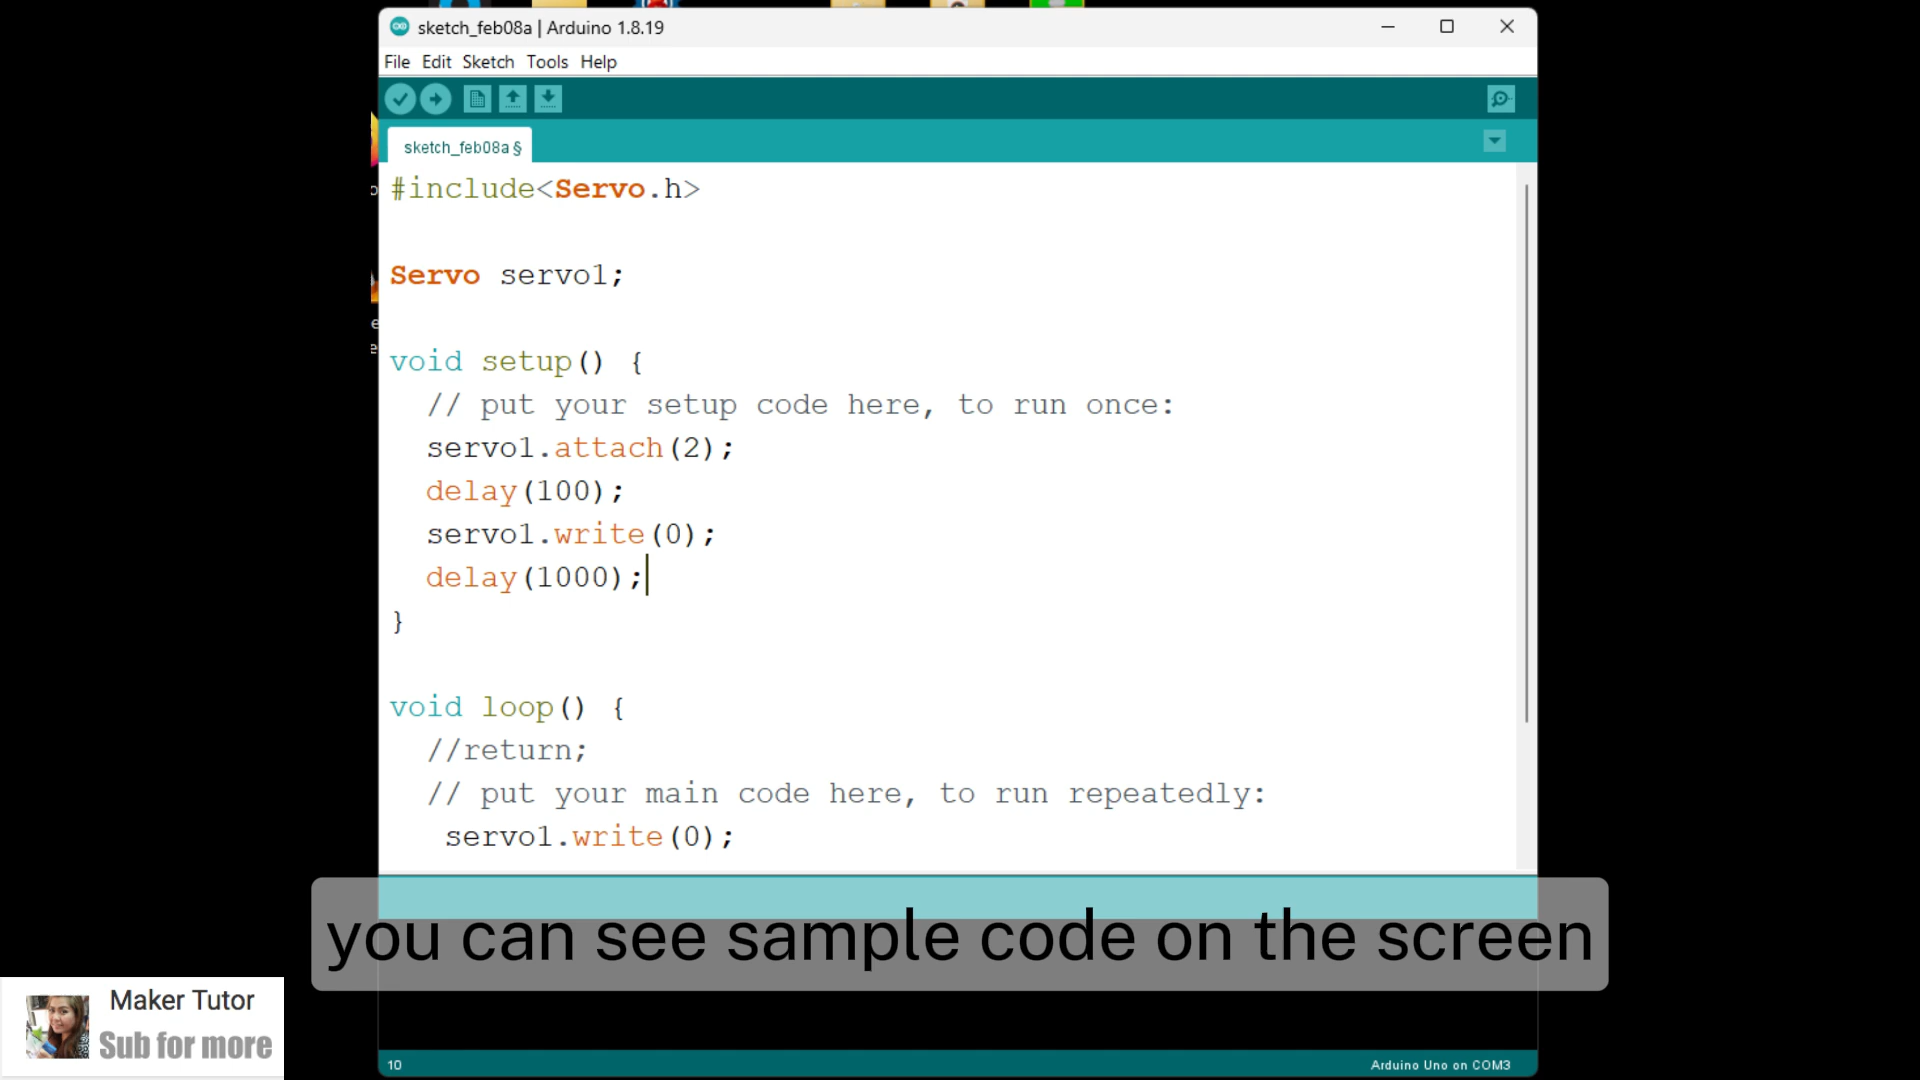 sketch_feb08a | Arduino 1.8.19
File Edit Sketch Tools Help
sketch_feb08a §
#include<Servo.h>
Servo servo1;
void setup() {
// put your setup code here, to run once:
servo1.attach(2);
delay(100);
servo1.write(0);
delay(1000);
}
void loop() {
//return;
// put your main code here, to run repeatedly:
servo1.write(0);
you can see sample code on the screen
Maker Tutor
Sub for more
10
Arduino Uno on COM3